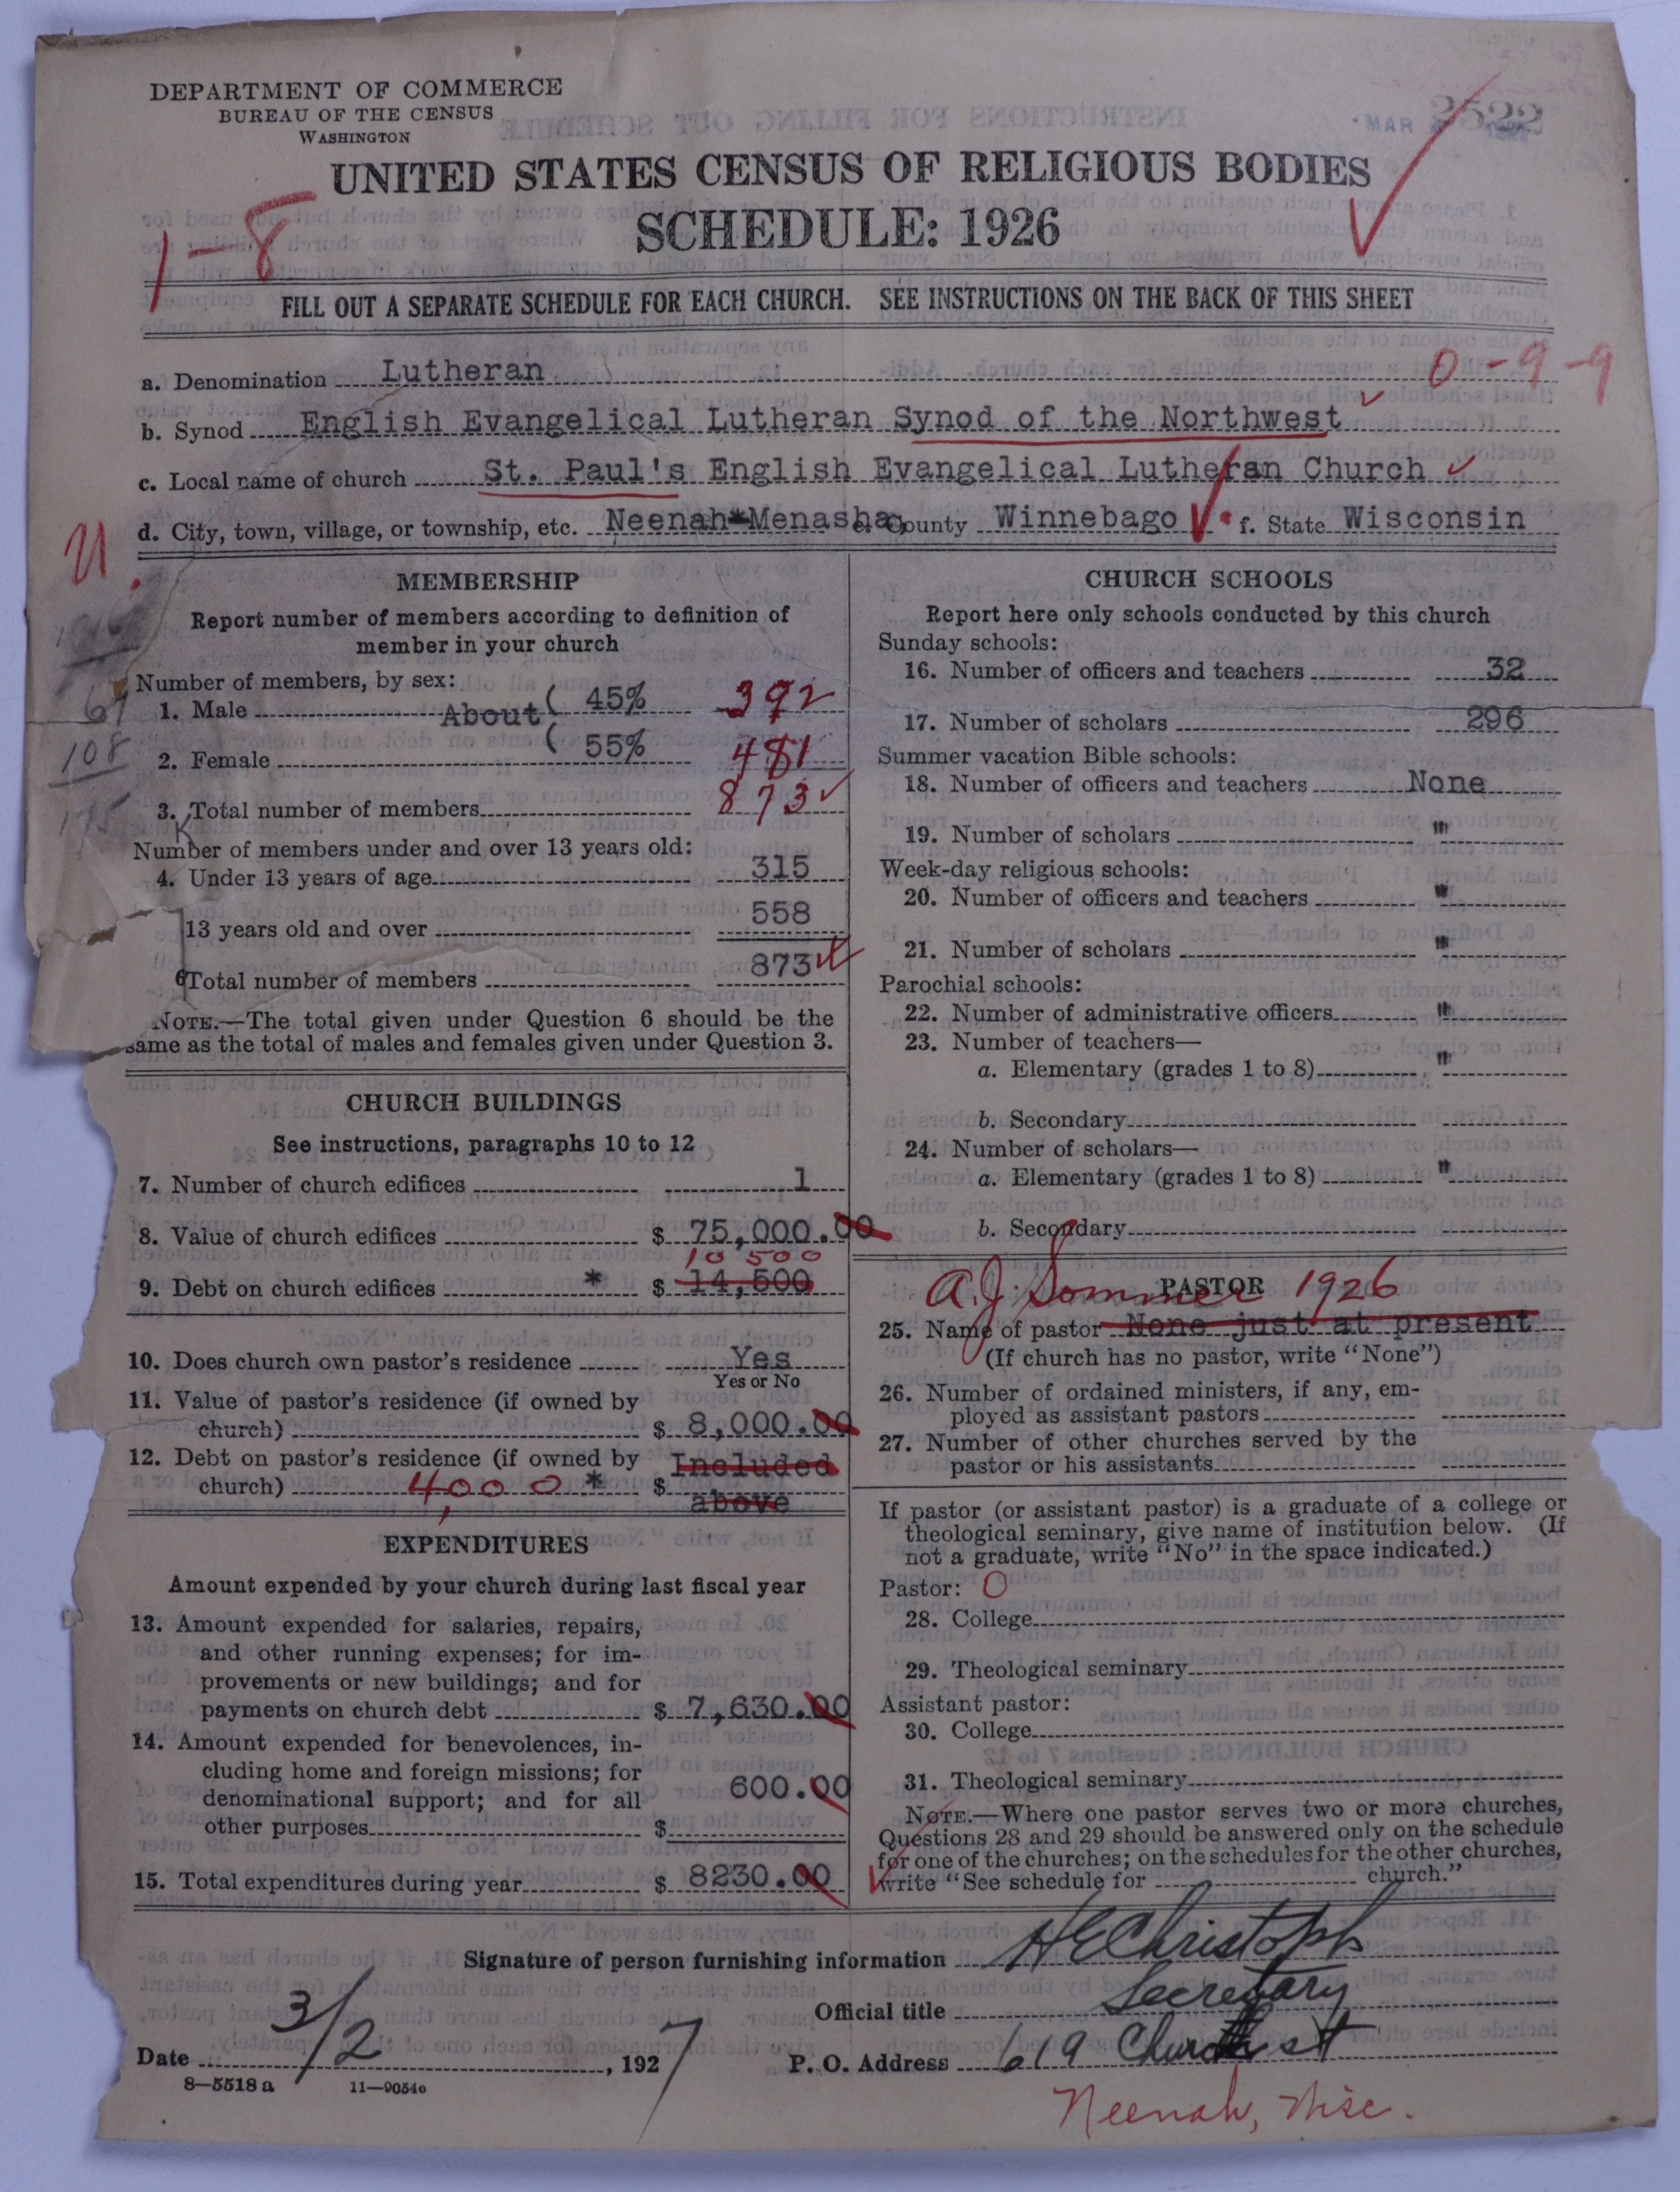 DEPARTMENT OF COMMERCE
BUREAU OF THE CENSUS
WASHINGTON
MAR
2522
UNITED STATES CENSUS OF RELIGIOUS BODIES
SCHEDULE: 1926
1-8
FILL OUT A SEPARATE SCHEDULE FOR EACH CHURCH. SEE INSTRUCTIONS ON THE BACK OF THIS SHEET
0-9-9
a. Denomination Lutheran
b. Synod English Evangelical Lutheran Synod of the Northwest
c. Local name of church St. Paul's English Evangelical Lutheran Church
d. City, town, village, or township, etc. Neenah*Menasha e. County Winnebago f. State Wisconsin
MEMBERSHIP
Report number of members according to definition of
member in your church
Number of members, by sex:
1. Male About ( 45% 392
2. Female ( 55% 481
3. Total number of members 873
108
Number of members under and over 13 years old:
4. Under 13 years of age 315
13 years old and over 558
6 Total number of members 873
NOTE.—The total given under Question 6 should be the
same as the total of males and females given under Question 3.
CHURCH BUILDINGS
See instructions, paragraphs 10 to 12
7. Number of church edifices 1
8. Value of church edifices $ 75,000.00
10 500
9. Debt on church edifices * $ 14,500
10. Does church own pastor's residence Yes
Yes or No
11. Value of pastor's residence (if owned by
church) $ 8,000.00
12. Debt on pastor's residence (if owned by Included
church) 4,000 * $ above
EXPENDITURES
Amount expended by your church during last fiscal year
13. Amount expended for salaries, repairs,
and other running expenses; for im-
provements or new buildings; and for
payments on church debt $ 7,630.00
14. Amount expended for benevolences, in-
cluding home and foreign missions; for
denominational support; and for all 600.00
other purposes $
15. Total expenditures during year $ 8230.00
CHURCH SCHOOLS
Report here only schools conducted by this church
Sunday schools:
16. Number of officers and teachers 32
17. Number of scholars 296
Summer vacation Bible schools:
18. Number of officers and teachers None
19. Number of scholars "
Week-day religious schools:
20. Number of officers and teachers "
21. Number of scholars "
Parochial schools:
22. Number of administrative officers "
23. Number of teachers—
a. Elementary (grades 1 to 8) "
b. Secondary
24. Number of scholars—
a. Elementary (grades 1 to 8) "
b. Secondary
PASTOR
A.J. Sommer 1926
25. Name of pastor None just at present
(If church has no pastor, write "None")
26. Number of ordained ministers, if any, em-
ployed as assistant pastors
27. Number of other churches served by the
pastor or his assistants
If pastor (or assistant pastor) is a graduate of a college or
theological seminary, give name of institution below. (If
not a graduate, write "No" in the space indicated.)
Pastor: 0
28. College
29. Theological seminary
Assistant pastor:
30. College
31. Theological seminary
NOTE.—Where one pastor serves two or more churches,
Questions 28 and 29 should be answered only on the schedule
for one of the churches; on the schedules for the other churches,
write "See schedule for church."
Signature of person furnishing information H E Christoph
Official title Secretary
Date 3/2, 1927 P. O. Address 619 Church st
8—5518 a 11—9054o
Neenah, Wisc.